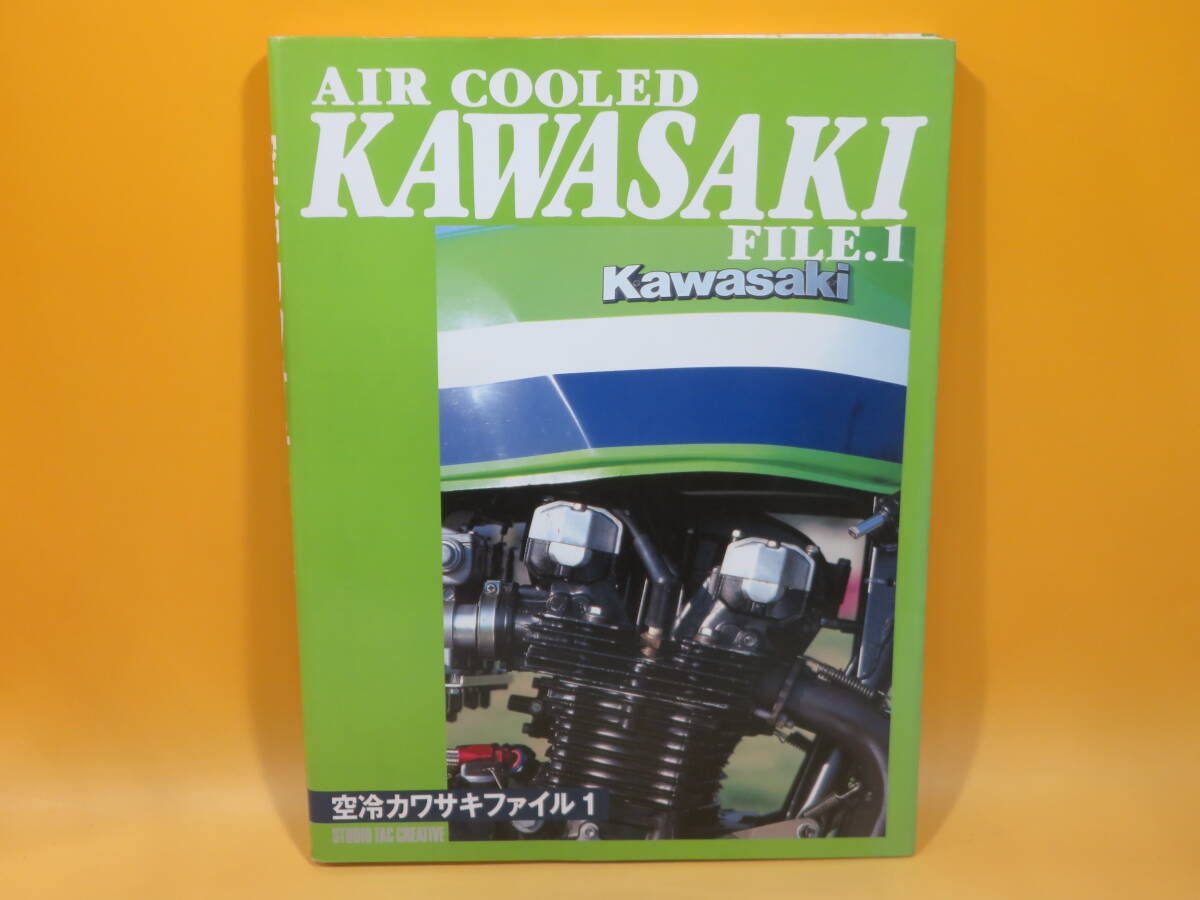 AIR COOLED
KAWASAKI
FILE.1
Kawasaki
空冷カワサキファイル1
STUDIO TAC CREATIVE